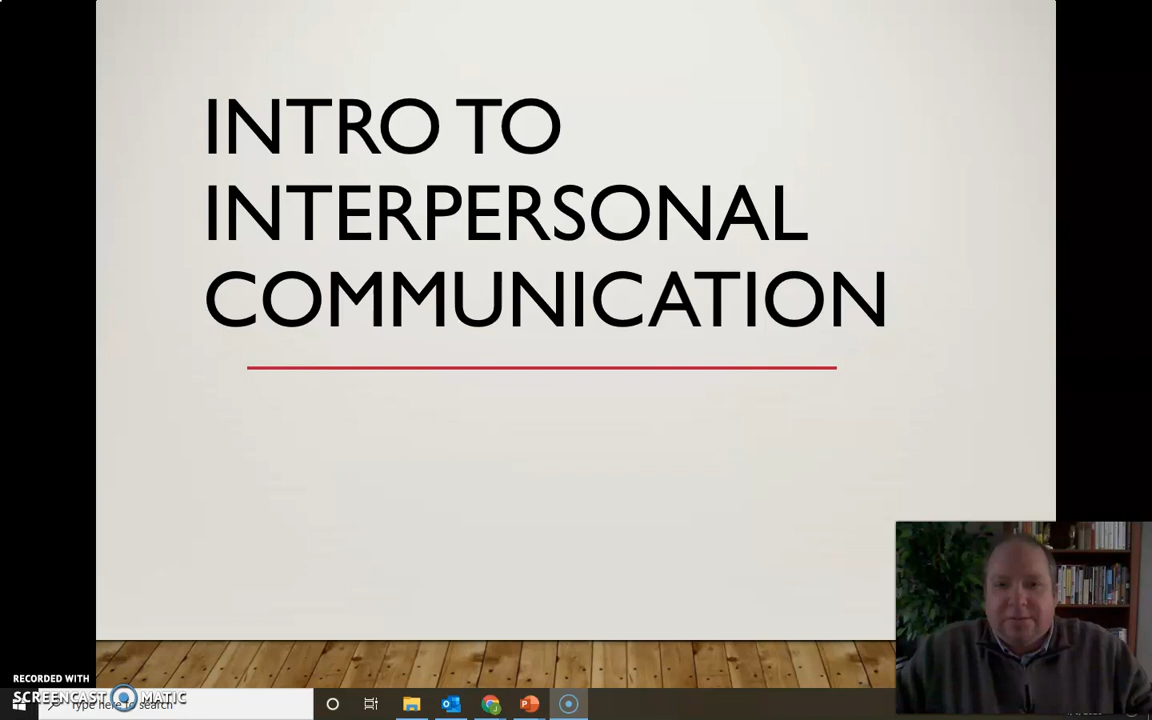 INTRO TO
INTERPERSONAL
COMMUNICATION
RECORDED WITH
SCREENCAST MATIC
Type here to search